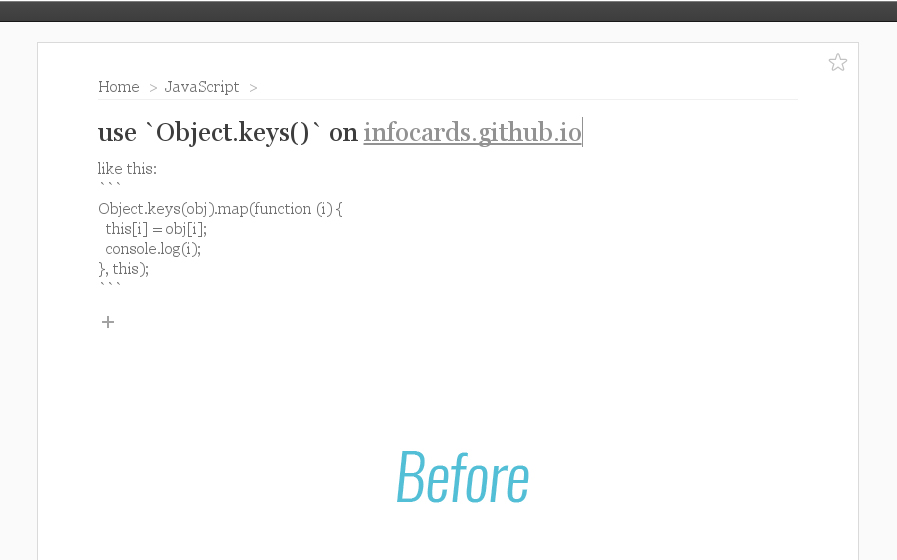 Home > JavaScript >
use `Object.keys()` on infocards.github.io
like this:
```
Object.keys(obj).map(function (i) {
  this[i] = obj[i];
  console.log(i);
}, this);
```
+
Before